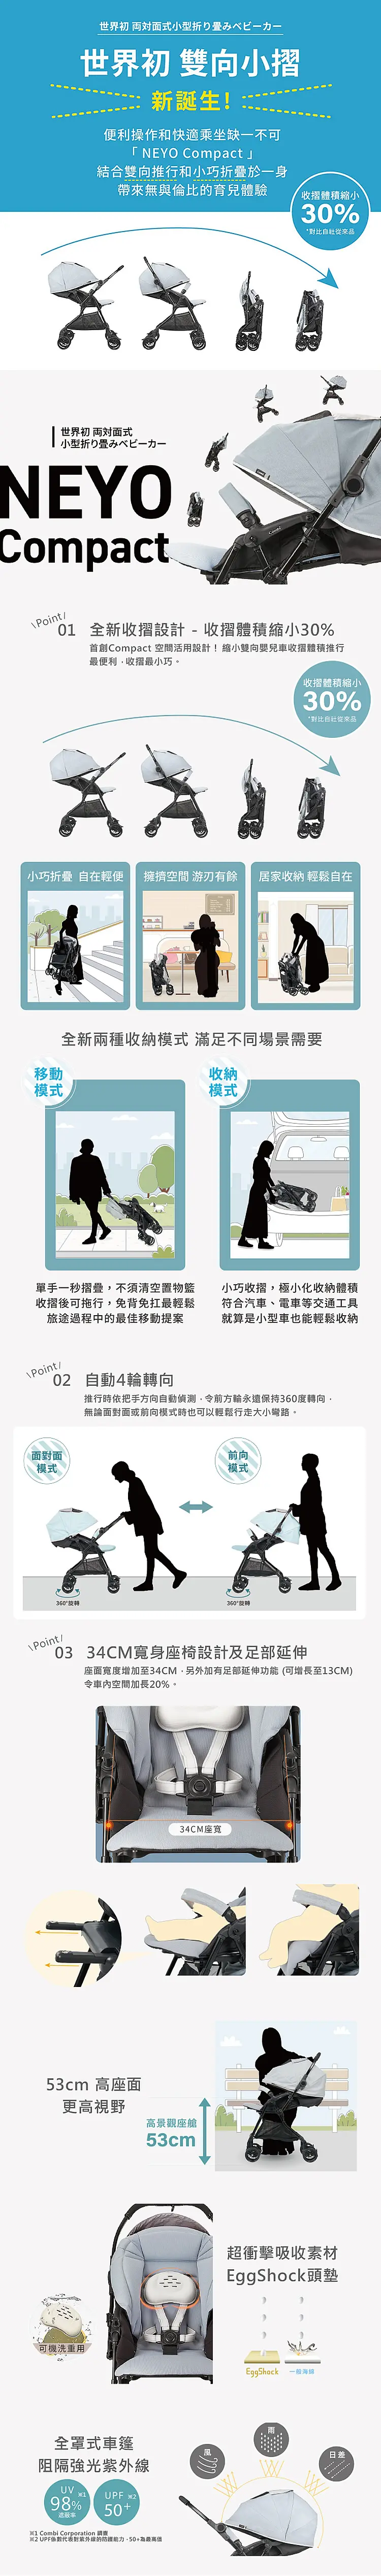 世界初 両対面式小型折り畳みベビーカー
世界初 雙向小摺
新誕生!
便利操作和快適乘坐缺一不可
「 NEYO Compact 」
結合雙向推行和小巧折疊於一身
帶來無與倫比的育兒體驗
收摺體積縮小
30%
*對比自社從來品
世界初 両対面式
小型折り畳みベビーカー
NEYO
Compact
Combi
\Point/
01 全新收摺設計 - 收摺體積縮小30%
首創Compact 空間活用設計！ 縮小雙向嬰兒車收摺體積推行
最便利，收摺最小巧。
收摺體積縮小
30%
*對比自社從來品
小巧折疊 自在輕便
擁擠空間 游刃有餘
居家收納 輕鬆自在
全新兩種收納模式 滿足不同場景需要
移動
模式
收納
模式
單手一秒摺疊，不須清空置物籃
收摺後可拖行，免背免扛最輕鬆
旅途過程中的最佳移動提案
小巧收摺，極小化收納體積
符合汽車、電車等交通工具
就算是小型車也能輕鬆收納
\Point/
02 自動4輪轉向
推行時依把手方向自動偵測，令前方輪永遠保持360度轉向，
無論面對面或前向模式時也可以輕鬆行走大小彎路。
面對面
模式
前向
模式
360°旋轉
360°旋轉
\Point/
03 34CM寬身座椅設計及足部延伸
座面寬度增加至34CM，另外加有足部延伸功能 (可增長至13CM)
令車內空間加長20%。
34CM座寬
53cm 高座面
更高視野
高景觀座艙
53cm
超衝擊吸收素材
EggShock頭墊
可機洗重用
EggShock
一般海綿
全罩式車篷
阻隔強光紫外線
UV ※1
98%
遮蔽率
UPF ※2
50+
風
雨
日差
※1 Combi Corporation 調查
※2 UPF係數代表對紫外線的防護能力，50+為最高值